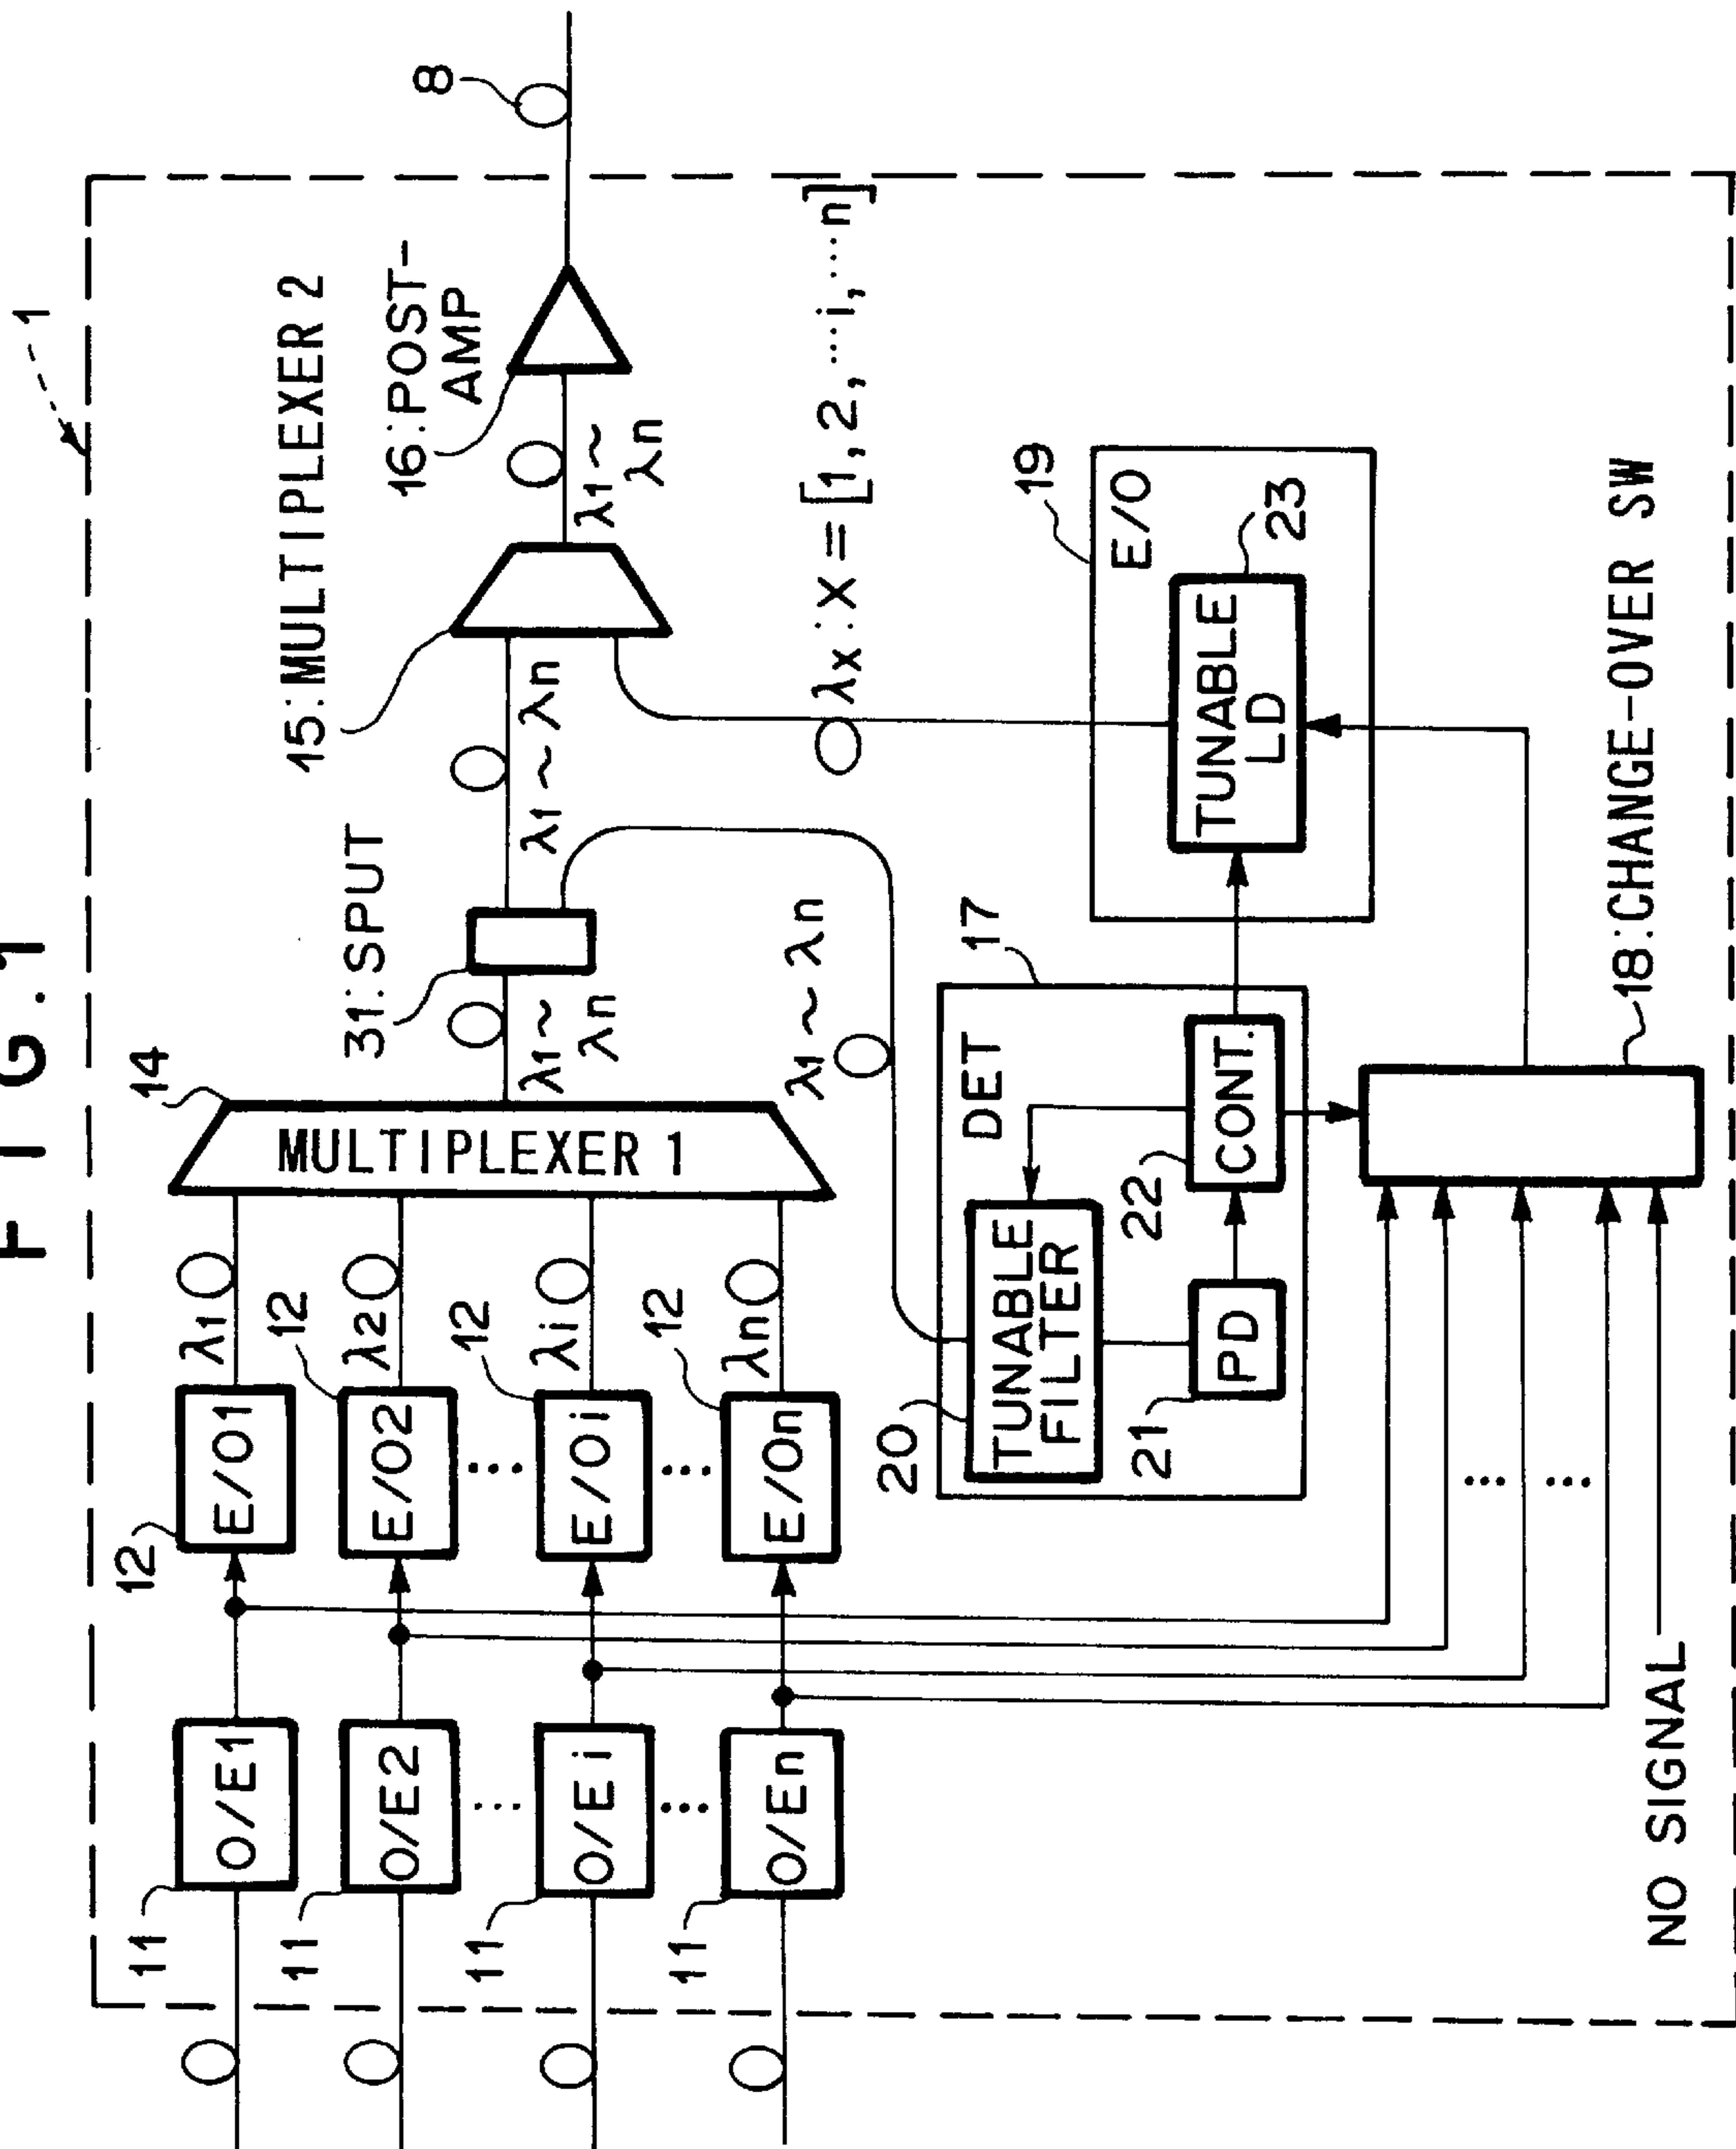 FIG.1
1
8
15:MULTIPLEXER 2
16:POST-
AMP
31:SPUT
14
MULTIPLEXER 1
λ1~
λn
λ1~λn
λ1~
λn
λx:X=[1,2,···i,···n]
λ1~λn
12
E/O1
λ1
12
E/O2
λ2
12
E/Oi
λi
12
E/On
λn
11
O/E1
11
O/E2
11
O/Ei
11
O/En
17
DET
20
TUNABLE
FILTER
21
PD
22
CONT.
19
E/O
TUNABLE
LD
23
18:CHANGE-OVER SW
NO SIGNAL